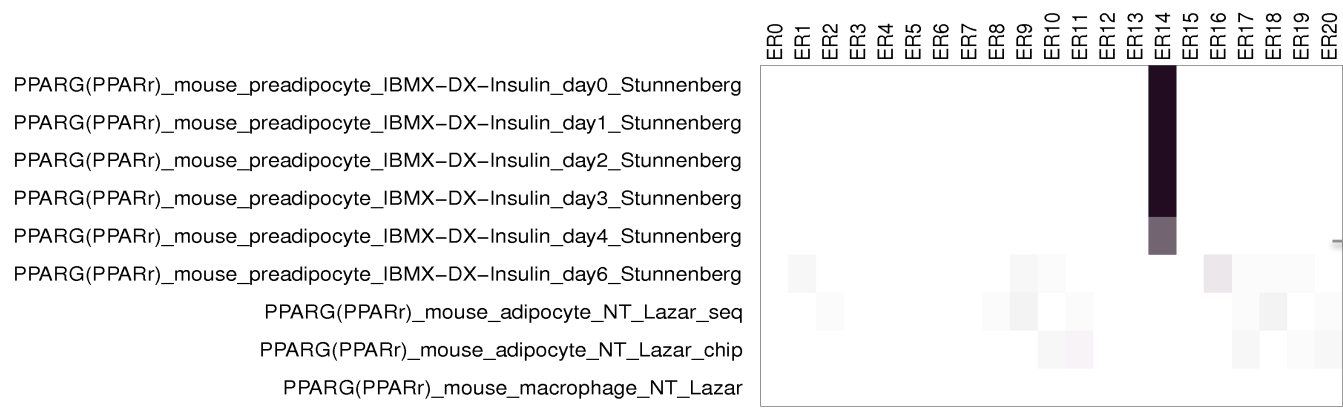 ER0 ER1 ER2 ER3 ER4 ER5 ER6 ER7 ER8 ER9 ER10 ER11 ER12 ER13 ER14 ER15 ER16 ER17 ER18 ER19 ER20
PPARG(PPARr)_mouse_preadipocyte_IBMX−DX−Insulin_day0_Stunnenberg
PPARG(PPARr)_mouse_preadipocyte_IBMX−DX−Insulin_day1_Stunnenberg
PPARG(PPARr)_mouse_preadipocyte_IBMX−DX−Insulin_day2_Stunnenberg
PPARG(PPARr)_mouse_preadipocyte_IBMX−DX−Insulin_day3_Stunnenberg
PPARG(PPARr)_mouse_preadipocyte_IBMX−DX−Insulin_day4_Stunnenberg
PPARG(PPARr)_mouse_preadipocyte_IBMX−DX−Insulin_day6_Stunnenberg
PPARG(PPARr)_mouse_adipocyte_NT_Lazar_seq
PPARG(PPARr)_mouse_adipocyte_NT_Lazar_chip
PPARG(PPARr)_mouse_macrophage_NT_Lazar